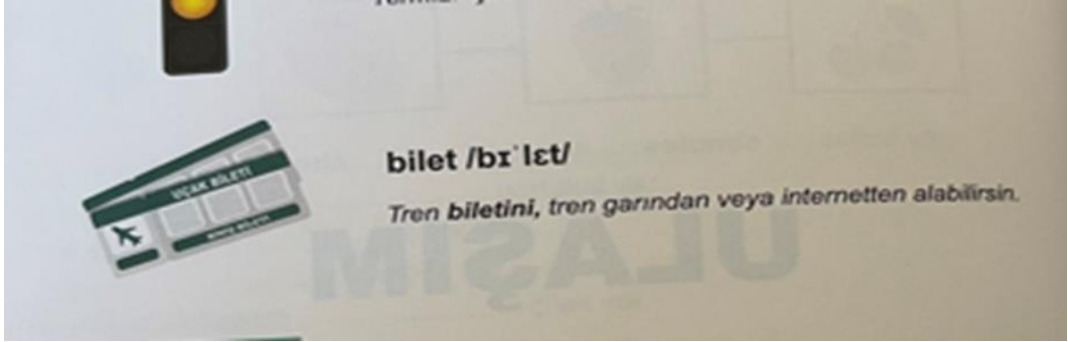 UÇAK BİLETİ
bilet /bɪˈlɛt/
Tren biletini, tren garından veya internetten alabilirsin.
ULAŞIM